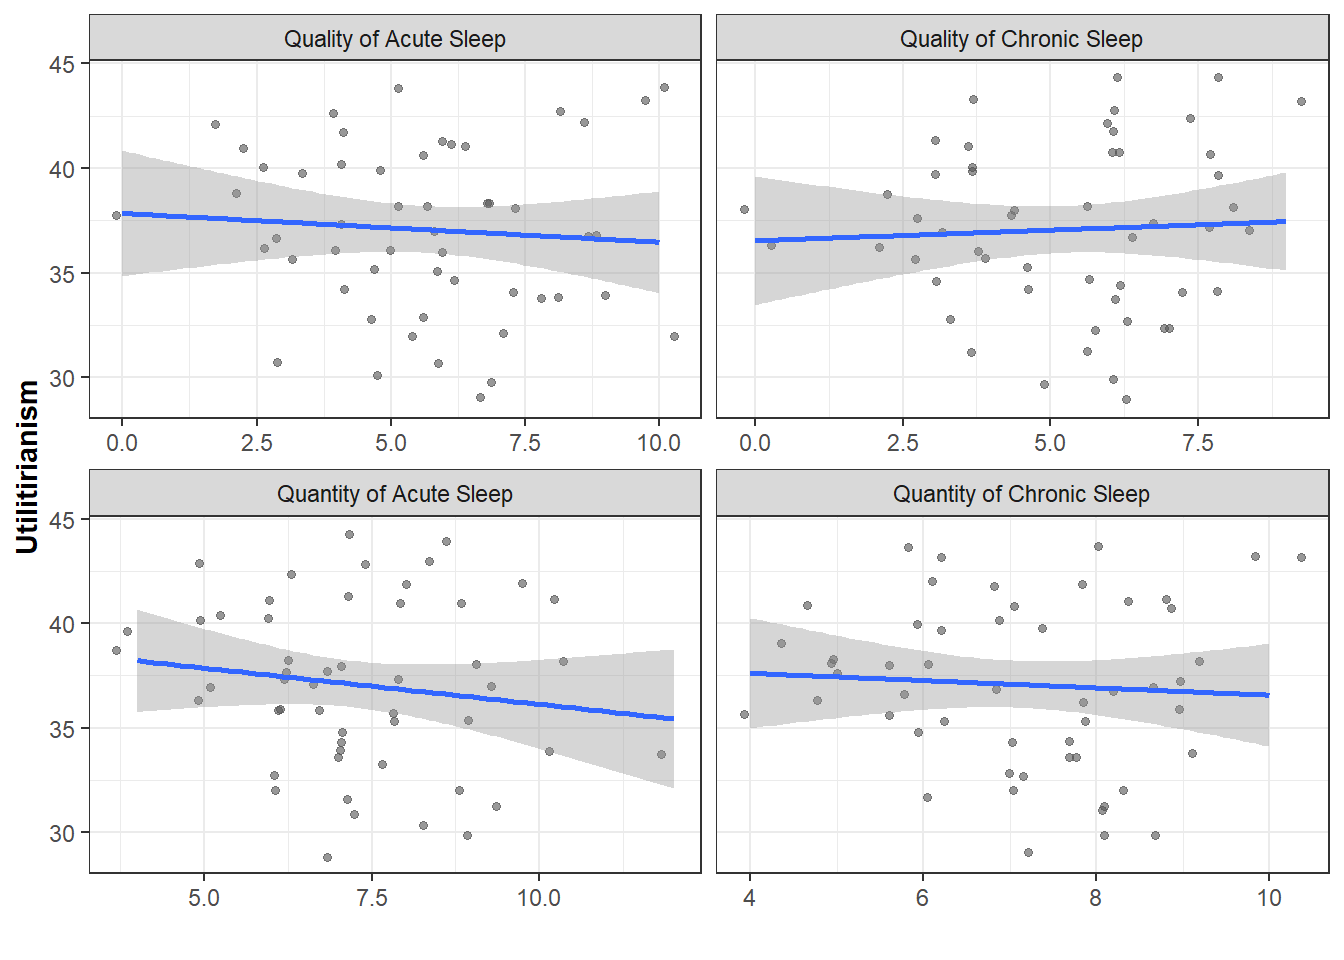 Quality of Acute Sleep
Quality of Chronic Sleep
45
40
35
30
0.0 2.5 5.0 7.5 10.0
0.0 2.5 5.0 7.5
Utilitirianism
Quantity of Acute Sleep
Quantity of Chronic Sleep
45
40
35
30
5.0 7.5 10.0
4 6 8 10